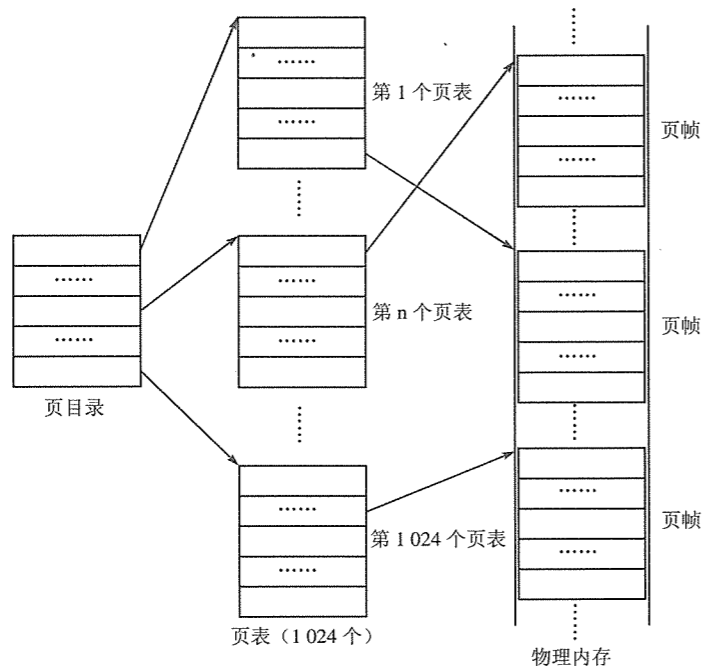 第 1 个页表
页帧
页目录
第 n 个页表
页帧
第 1 024 个页表
页帧
页表（1 024 个）
物理内存